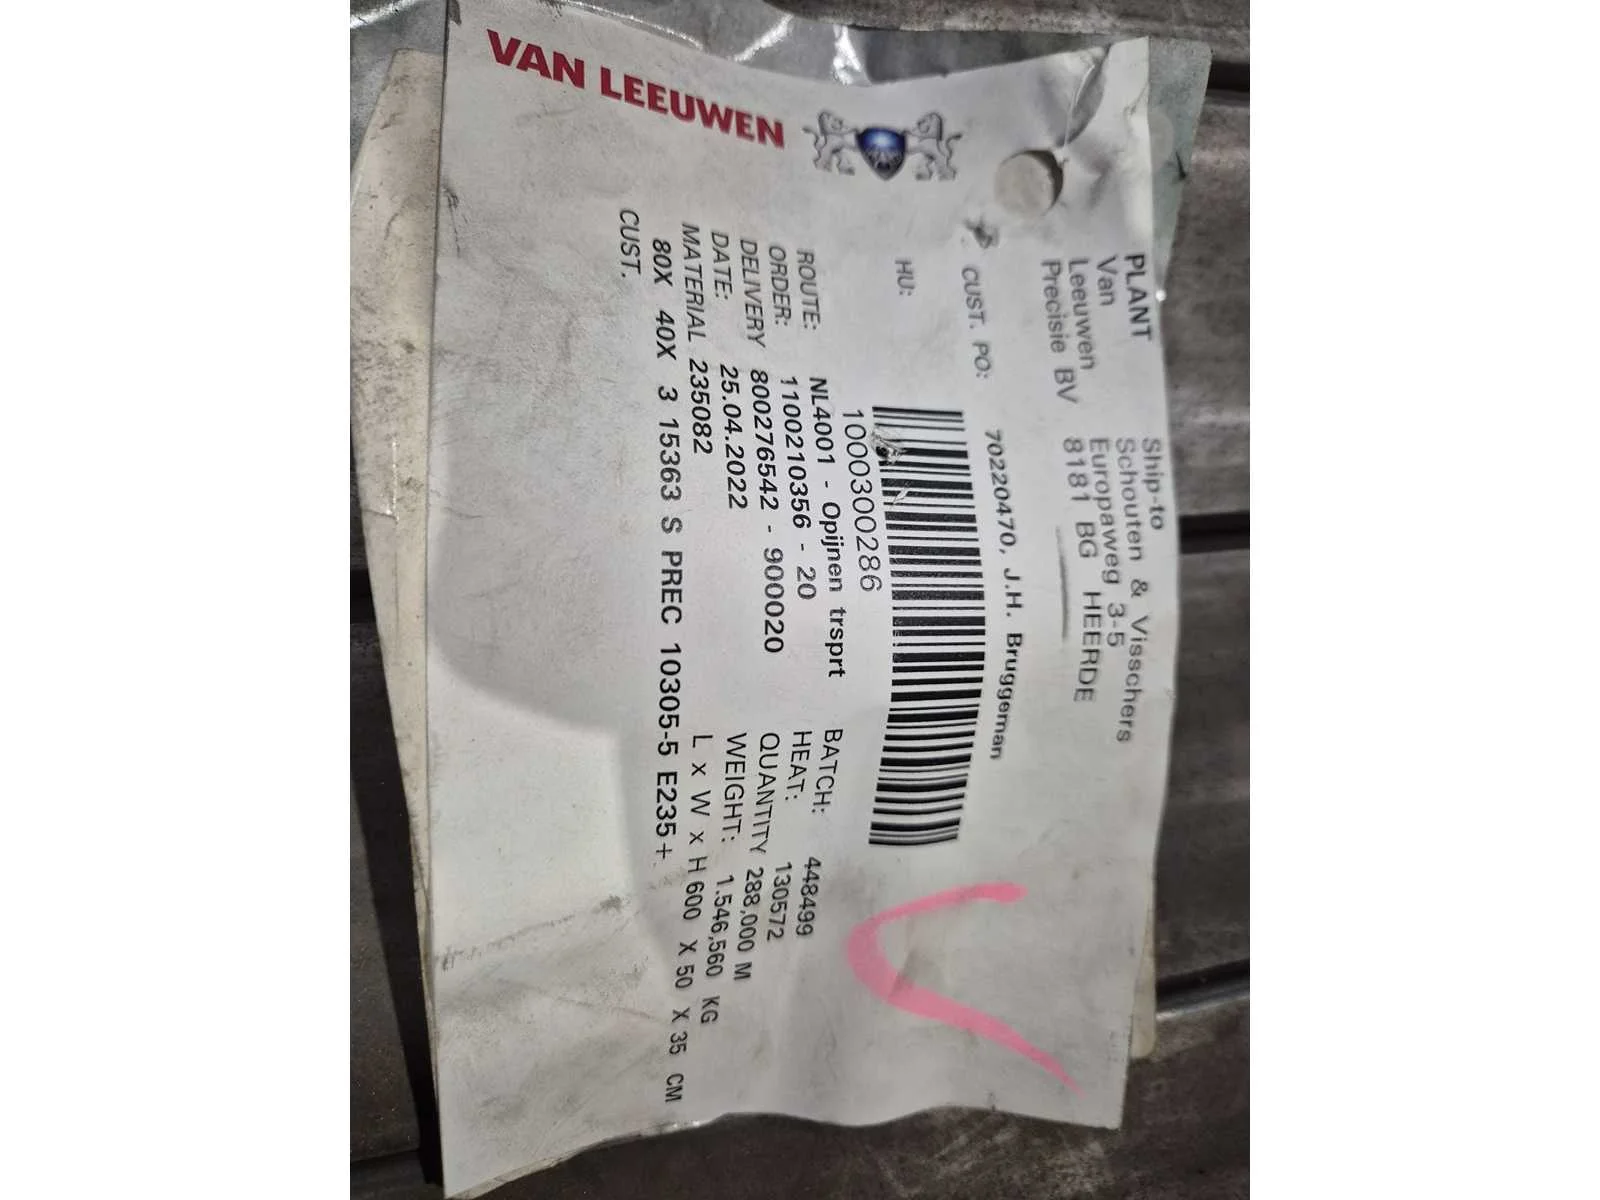 VAN LEEUWEN
PLANT
Van
Leeuwen
Precisie BV
Ship-to
Schouten & Visschers
Europaweg 3-5
8181 BG HEERDE
CUST. PO: 70220470, J.H. Bruggeman
HU:
1000300286
ROUTE: NL4001 - Opijnen trsprt
ORDER: 1100210356 - 20
DELIVERY 800276542 - 900020
DATE: 25.04.2022
MATERIAL 235082
BATCH: 448499
HEAT: 130572
QUANTITY 288,000 M
WEIGHT: 1.546,560 KG
L x W x H 600 X 50 X 35 CM
80X 40X 3 15363 S PREC 10305-5 E235+
CUST.